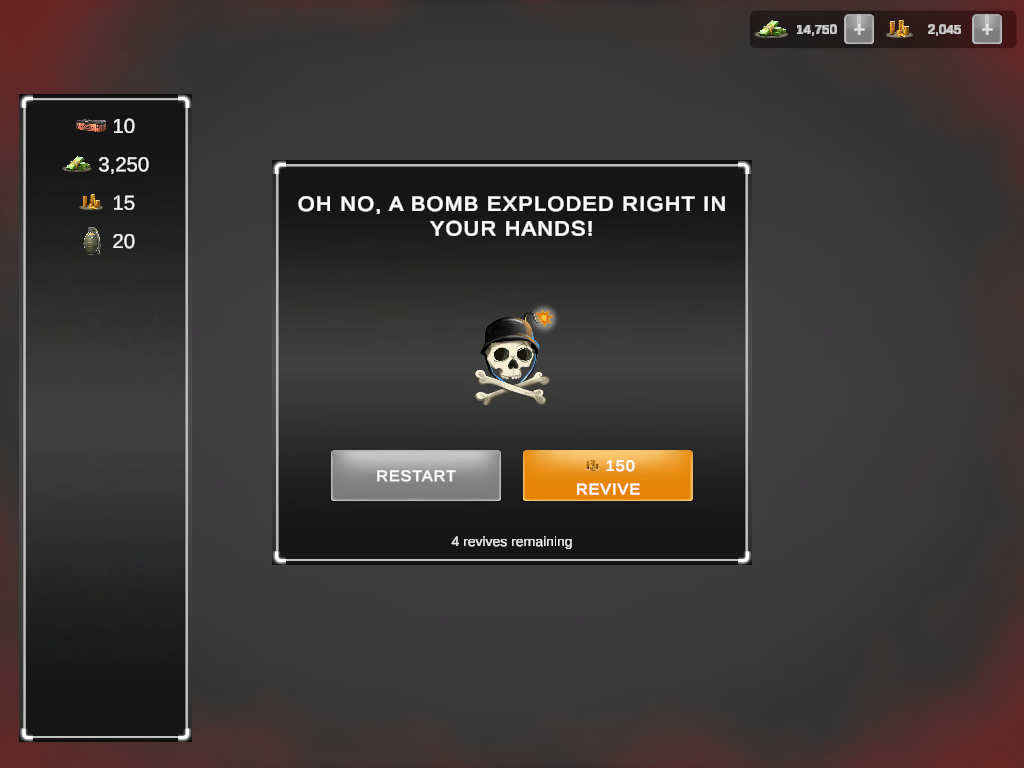 14,750
2,045
10
3,250
15
20
OH NO, A BOMB EXPLODED RIGHT IN
YOUR HANDS!
RESTART
150
REVIVE
4 revives remaining